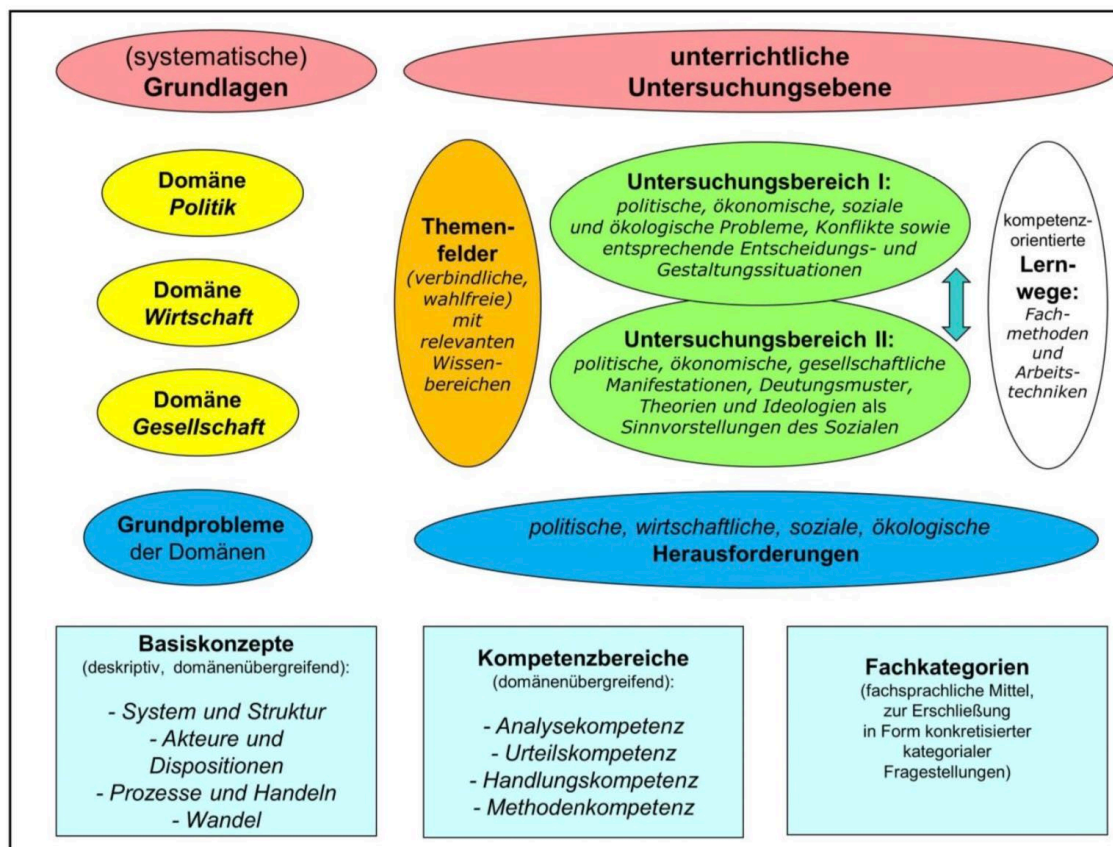 (systematische)
Grundlagen
unterrichtliche
Untersuchungsebene
Domäne
Politik
Domäne
Wirtschaft
Domäne
Gesellschaft
Themen-
felder
(verbindliche,
wahlfreie)
mit
relevanten
Wissen-
bereichen
Untersuchungsbereich I:
politische, ökonomische, soziale
und ökologische Probleme, Konflikte sowie
entsprechende Entscheidungs- und
Gestaltungssituationen
Untersuchungsbereich II:
politische, ökonomische, gesellschaftliche
Manifestationen, Deutungsmuster,
Theorien und Ideologien als
Sinnvorstellungen des Sozialen
kompetenz-
orientierte
Lern-
wege:
Fach-
methoden
und
Arbeits-
techniken
Grundprobleme
der Domänen
politische, wirtschaftliche, soziale, ökologische
Herausforderungen
Basiskonzepte
(deskriptiv, domänenübergreifend):
- System und Struktur
- Akteure und
Dispositionen
- Prozesse und Handeln
- Wandel
Kompetenzbereiche
(domänenübergreifend):
- Analysekompetenz
- Urteilskompetenz
- Handlungskompetenz
- Methodenkompetenz
Fachkategorien
(fachsprachliche Mittel,
zur Erschließung
in Form konkretisierter
kategorialer
Fragestellungen)